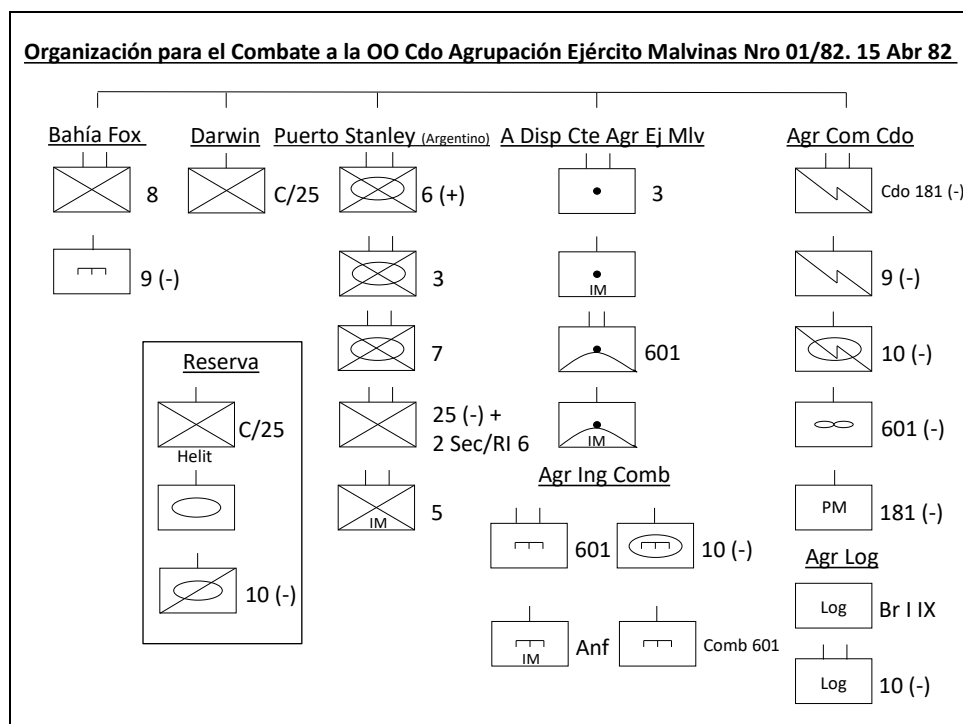 Organización para el Combate a la OO Cdo Agrupación Ejército Malvinas Nro 01/82. 15 Abr 82
Bahía Fox
8
9 (-)
Darwin
C/25
Puerto Stanley (Argentino)
6 (+)
3
7
25 (-) +
2 Sec/RI 6
IM
5
A Disp Cte Agr Ej Mlv
3
IM
601
IM
Agr Com Cdo
Cdo 181 (-)
9 (-)
10 (-)
601 (-)
PM
181 (-)
Reserva
C/25
Helit
10 (-)
Agr Ing Comb
601
10 (-)
IM
Anf
Comb 601
Agr Log
Log
Br I IX
Log
10 (-)